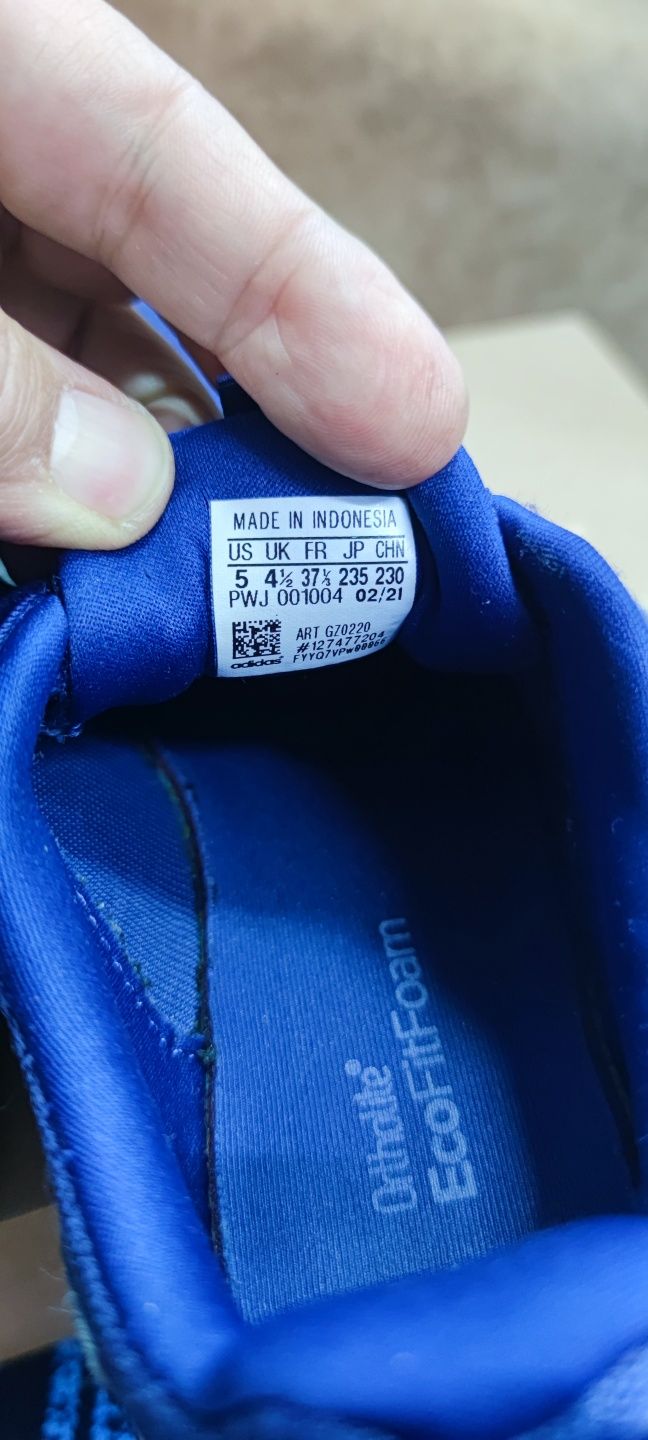 MADE IN INDONESIA
US UK FR JP CHN
5 4½ 37⅓ 235 230
PWJ 001004 02/21
ART GZ0220
#127477204
adidas
Ortholite®
EcoFitFoam